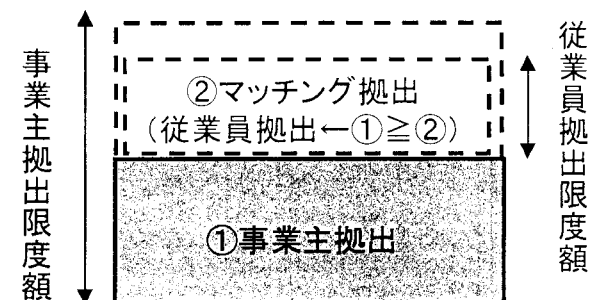 事業主拠出限度額
②マッチング拠出
（従業員拠出←①≧②）
①事業主拠出
従業員拠出限度額